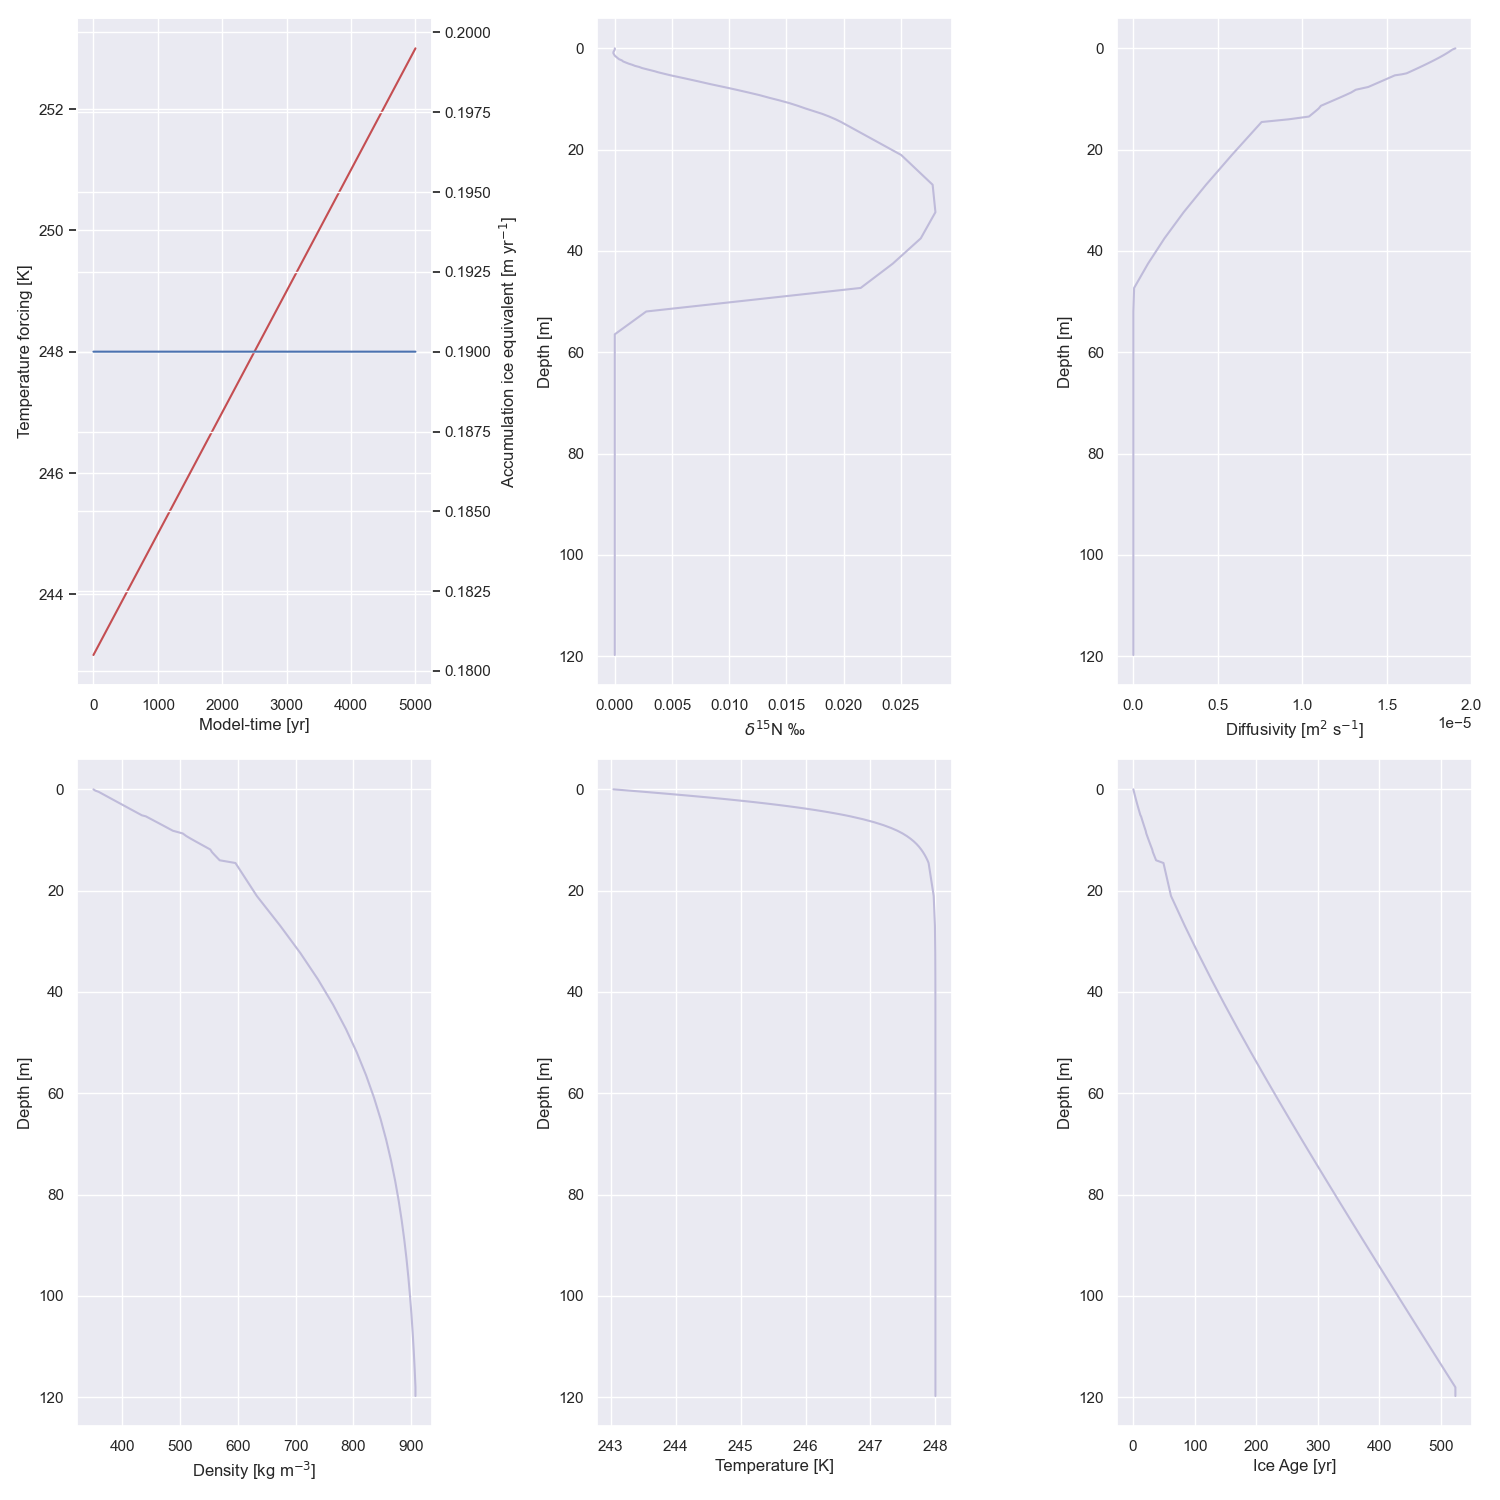 Temperature forcing [K]
252
250
248
246
244
0.2000
0.1975
0.1950
0.1925
0.1900
0.1875
0.1850
0.1825
0.1800
Accumulation ice equivalent [m yr⁻¹]
0 1000 2000 3000 4000 5000
Model-time [yr]
Depth [m]
0
20
40
60
80
100
120
0.000 0.005 0.010 0.015 0.020 0.025
δ¹⁵N ‰
Depth [m]
0
20
40
60
80
100
120
0.0 0.5 1.0 1.5 2.0
1e−5
Diffusivity [m² s⁻¹]
Depth [m]
0
20
40
60
80
100
120
400 500 600 700 800 900
Density [kg m⁻³]
Depth [m]
0
20
40
60
80
100
120
243 244 245 246 247 248
Temperature [K]
Depth [m]
0
20
40
60
80
100
120
0 100 200 300 400 500
Ice Age [yr]